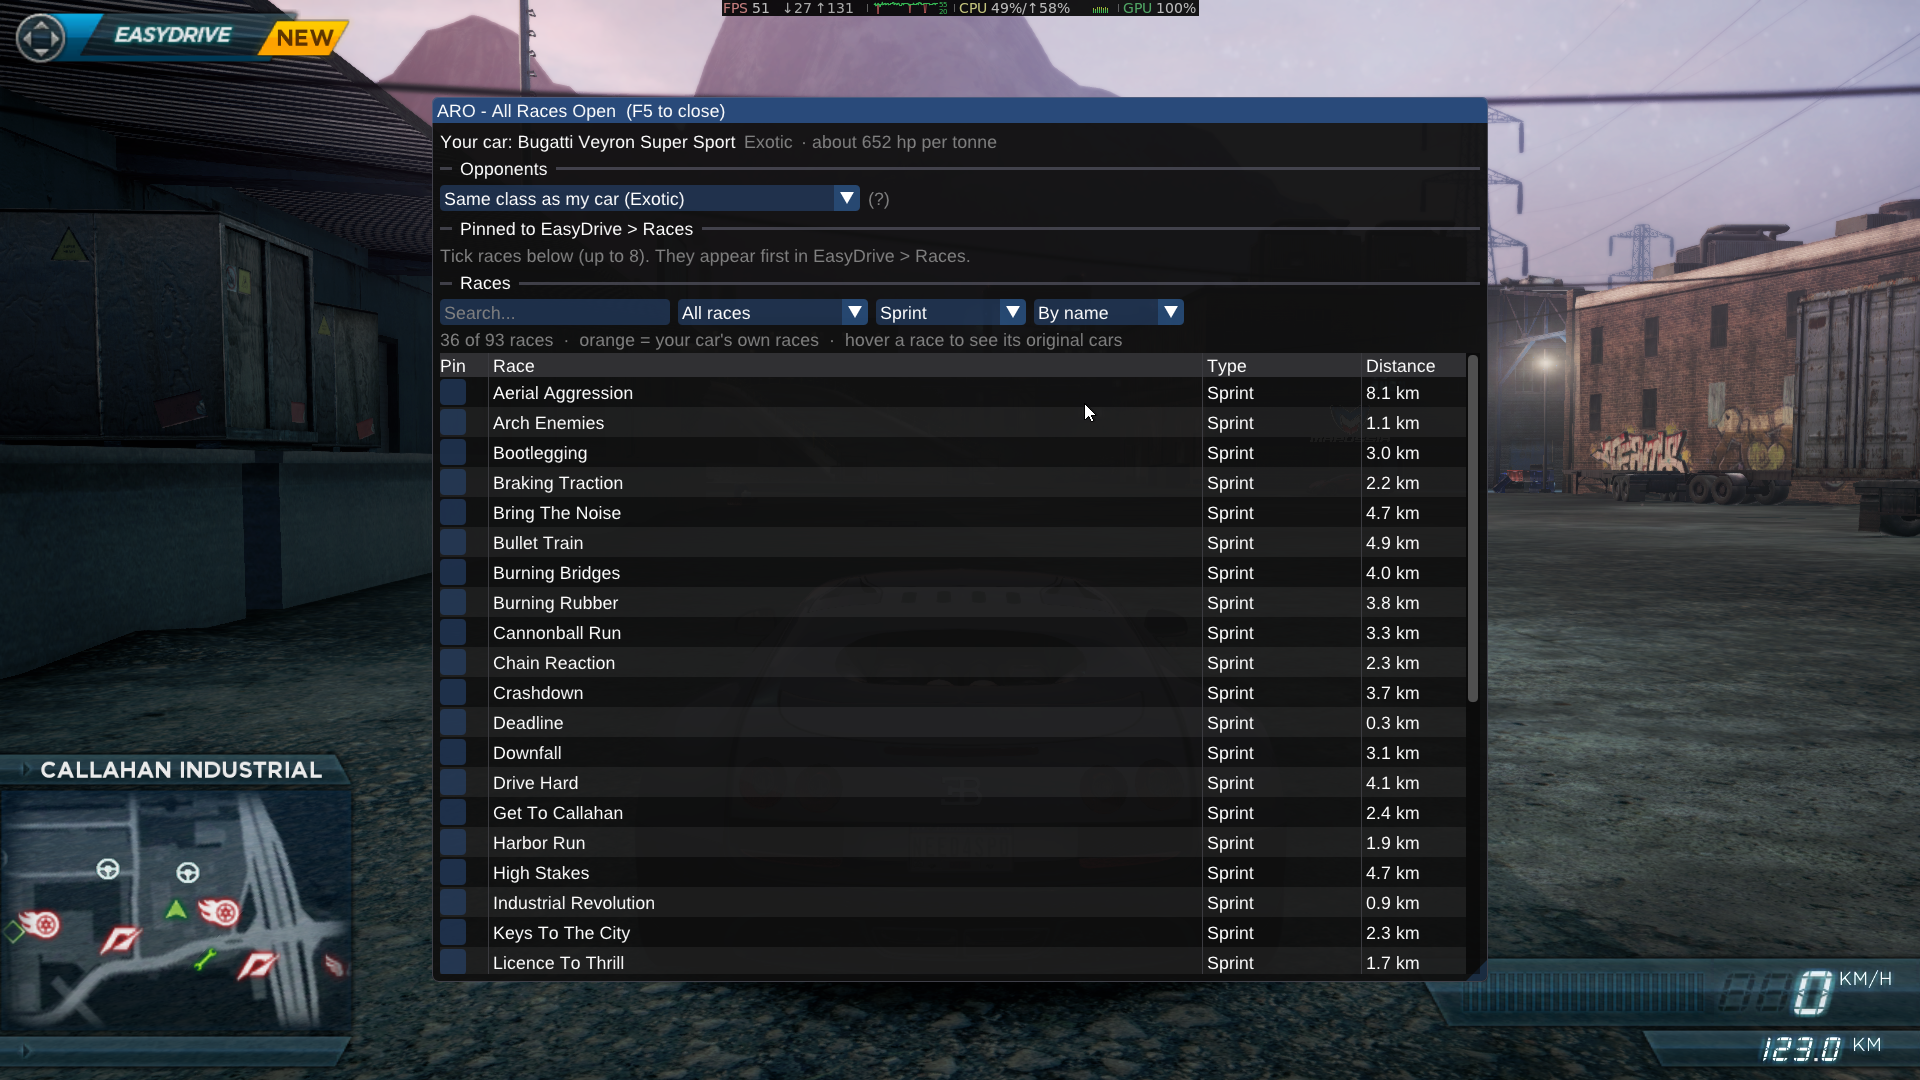 FPS 51 ↓27 ↑131 55 20 CPU 49%/↑58% GPU 100%
EASYDRIVE NEW
ARO - All Races Open (F5 to close)
Your car: Bugatti Veyron Super Sport Exotic · about 652 hp per tonne
Opponents
Same class as my car (Exotic) (?)
Pinned to EasyDrive > Races
Tick races below (up to 8). They appear first in EasyDrive > Races.
Races
Search... All races Sprint By name
36 of 93 races · orange = your car's own races · hover a race to see its original cars
Pin Race Type Distance
Aerial Aggression Sprint 8.1 km
Arch Enemies Sprint 1.1 km
Bootlegging Sprint 3.0 km
Braking Traction Sprint 2.2 km
Bring The Noise Sprint 4.7 km
Bullet Train Sprint 4.9 km
Burning Bridges Sprint 4.0 km
Burning Rubber Sprint 3.8 km
Cannonball Run Sprint 3.3 km
Chain Reaction Sprint 2.3 km
Crashdown Sprint 3.7 km
Deadline Sprint 0.3 km
Downfall Sprint 3.1 km
Drive Hard Sprint 4.1 km
Get To Callahan Sprint 2.4 km
Harbor Run Sprint 1.9 km
High Stakes Sprint 4.7 km
Industrial Revolution Sprint 0.9 km
Keys To The City Sprint 2.3 km
Licence To Thrill Sprint 1.7 km
CALLAHAN INDUSTRIAL
0 KM/H
123.0 KM